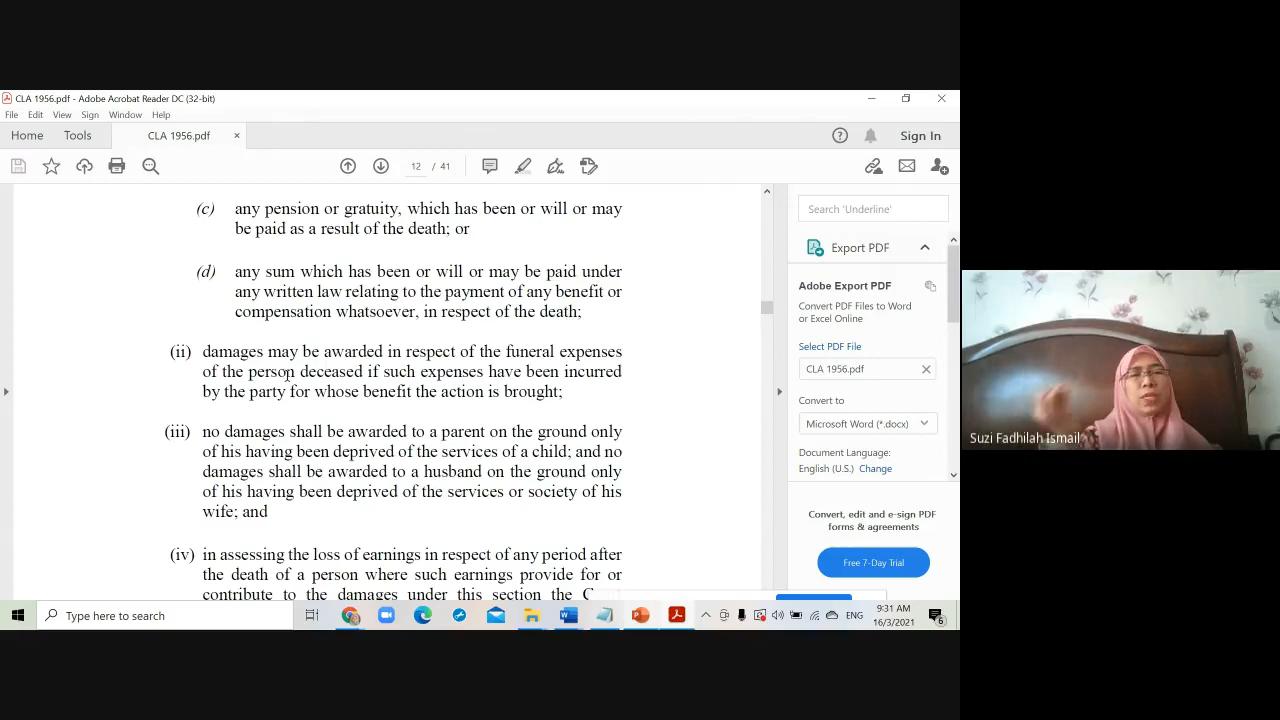 CLA 1956.pdf - Adobe Acrobat Reader DC (32-bit)
File Edit View Sign Window Help
Home Tools CLA 1956.pdf × Sign In
12 / 41
(c) any pension or gratuity, which has been or will or may
be paid as a result of the death; or
(d) any sum which has been or will or may be paid under
any written law relating to the payment of any benefit or
compensation whatsoever, in respect of the death;
(ii) damages may be awarded in respect of the funeral expenses
of the person deceased if such expenses have been incurred
by the party for whose benefit the action is brought;
(iii) no damages shall be awarded to a parent on the ground only
of his having been deprived of the services of a child; and no
damages shall be awarded to a husband on the ground only
of his having been deprived of the services or society of his
wife; and
(iv) in assessing the loss of earnings in respect of any period after
the death of a person where such earnings provide for or
contribute to the damages under this section the
Search 'Underline'
Export PDF
Adobe Export PDF
Convert PDF Files to Word
or Excel Online
Select PDF File
CLA 1956.pdf
Convert to
Microsoft Word (*.docx)
Document Language:
English (U.S.) Change
Convert, edit and e-sign PDF
forms & agreements
Free 7-Day Trial
Suzi Fadhilah Ismail
Type here to search
ENG
9:31 AM
16/3/2021
6